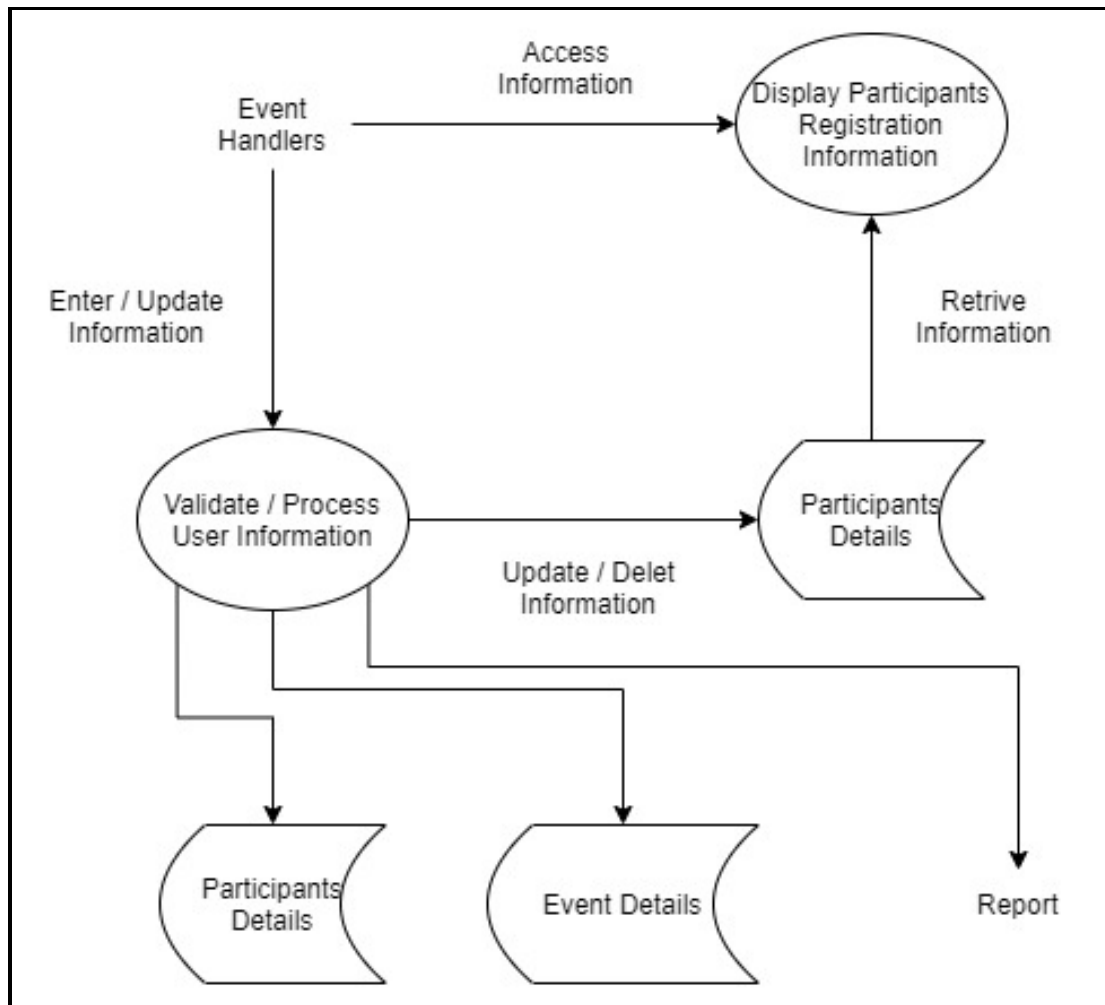 Access
Information
Event
Handlers
Display Participants
Registration
Information
Enter / Update
Information
Retrive
Information
Validate / Process
User Information
Participants
Details
Update / Delet
Information
Participants
Details
Event Details
Report